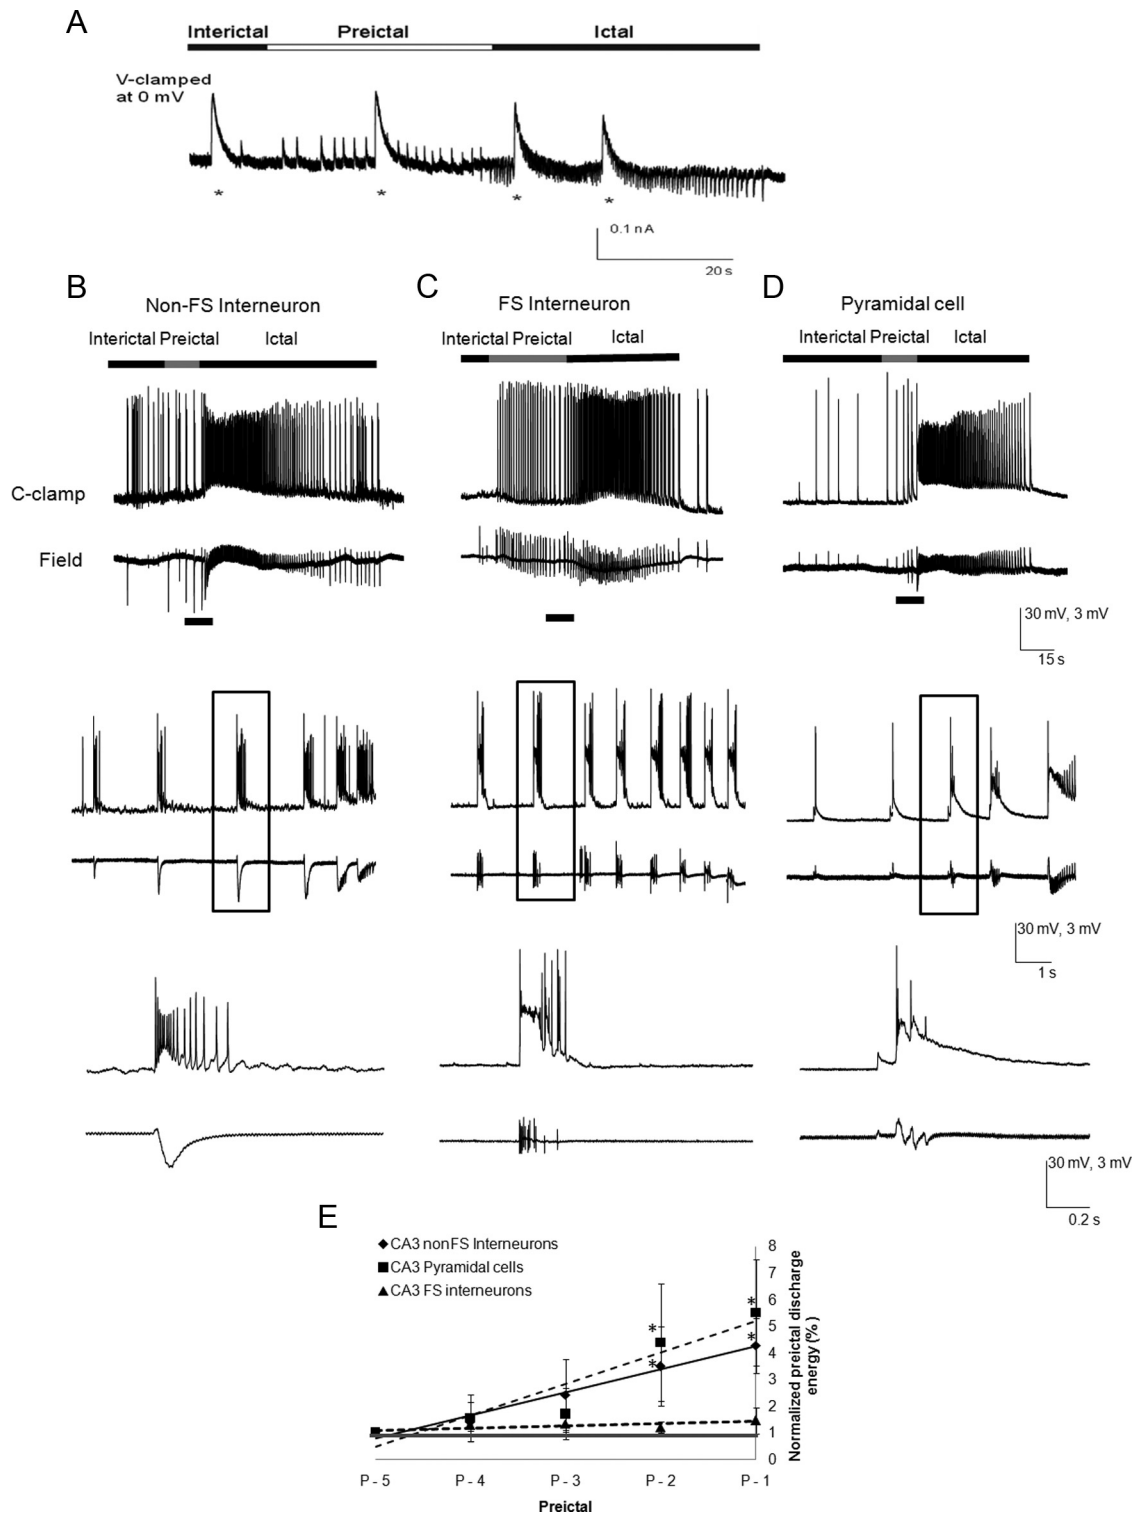 A
Interictal Preictal Ictal
V-clamped
at 0 mV
* * * *
0.1 nA
20 s
B C D
Non-FS Interneuron FS Interneuron Pyramidal cell
Interictal Preictal Ictal Interictal Preictal Ictal Interictal Preictal Ictal
C-clamp
Field
30 mV, 3 mV
15 s
30 mV, 3 mV
1 s
30 mV, 3 mV
0.2 s
E
CA3 nonFS Interneurons
CA3 Pyramidal cells
CA3 FS interneurons
* * * *
8
7
6
5
4
3
2
1
0
Normalized preictal discharge
energy (%)
P - 5 P - 4 P - 3 P - 2 P - 1
Preictal